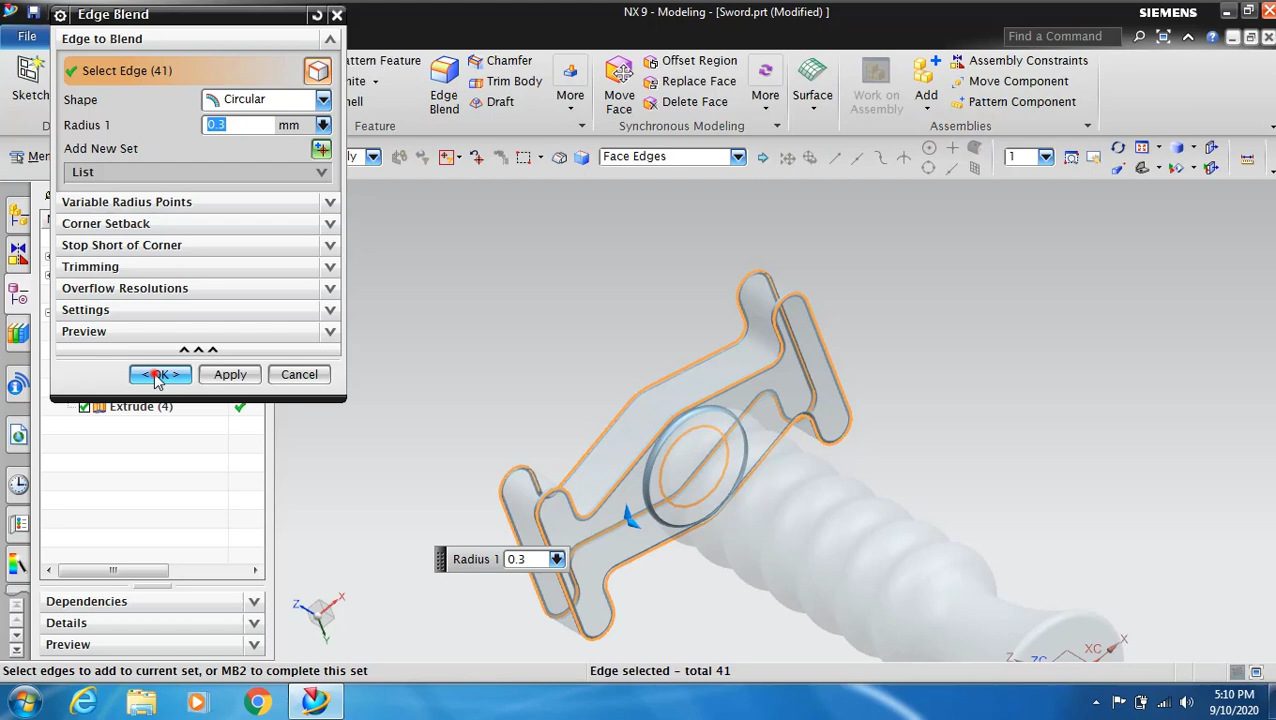 Edge Blend
NX 9 - Modeling - [Sword.prt (Modified) ]
SIEMENS
File
Find a Command
Edge to Blend
Select Edge (41)
Shape
Circular
Radius 1
0.3
mm
Add New Set
List
Variable Radius Points
Corner Setback
Stop Short of Corner
Trimming
Overflow Resolutions
Settings
Preview
< OK >
Apply
Cancel
Sketch
Edge Blend
Chamfer
Trim Body
Draft
More
Feature
Move Face
Offset Region
Replace Face
Delete Face
More
Synchronous Modeling
Surface
Work on Assembly
Add
Assembly Constraints
Move Component
Pattern Component
Assemblies
Face Edges
1
Extrude (4)
Radius 1
0.3
Dependencies
Details
Preview
Z
X
Y
XC
X
Z
ZC
Select edges to add to current set, or MB2 to complete this set
Edge selected - total 41
5:10 PM
9/10/2020